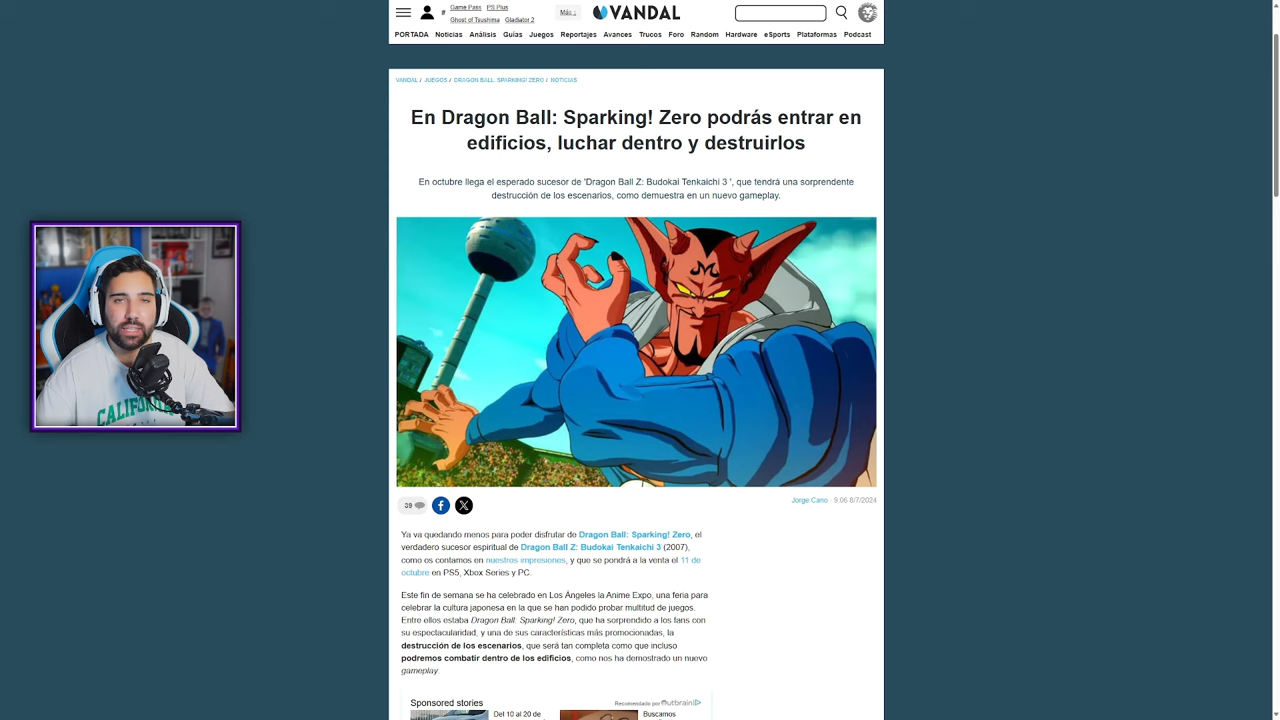 # Game Pass PS Plus
Ghost of Tsushima Gladiator 2
Más ↓
VANDAL
PORTADA Noticias Análisis Guías Juegos Reportajes Avances Trucos Foro Random Hardware eSports Plataformas Podcast
VANDAL / JUEGOS / DRAGON BALL: SPARKING! ZERO / NOTICIAS
En Dragon Ball: Sparking! Zero podrás entrar en
edificios, luchar dentro y destruirlos
En octubre llega el esperado sucesor de 'Dragon Ball Z: Budokai Tenkaichi 3 ', que tendrá una sorprendente
destrucción de los escenarios, como demuestra en un nuevo gameplay.
CALIFORNIA
39
Jorge Cano · 9:06 8/7/2024
Ya va quedando menos para poder disfrutar de Dragon Ball: Sparking! Zero, el
verdadero sucesor espiritual de Dragon Ball Z: Budokai Tenkaichi 3 (2007),
como os contamos en nuestros impresiones, y que se pondrá a la venta el 11 de
octubre en PS5, Xbox Series y PC.
Este fin de semana se ha celebrado en Los Ángeles la Anime Expo, una feria para
celebrar la cultura japonesa en la que se han podido probar multitud de juegos.
Entre ellos estaba Dragon Ball: Sparking! Zero, que ha sorprendido a los fans con
su espectacularidad, y una de sus características más promocionadas, la
destrucción de los escenarios, que será tan completa como que incluso
podremos combatir dentro de los edificios, como nos ha demostrado un nuevo
gameplay.
Sponsored stories
Recomendado por Outbrain
Del 10 al 20 de
Buscamos